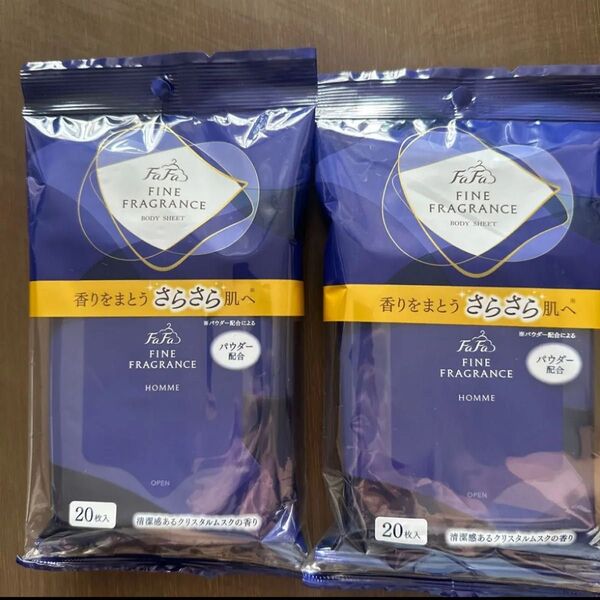 FaFa
FINE
FRAGRANCE
BODY SHEET
香りをまとう さらさら肌へ※
※パウダー配合による
FaFa
FINE
FRAGRANCE
パウダー
配合
HOMME
OPEN
20枚入
清潔感あるクリスタルムスクの香り
FaFa
FINE
FRAGRANCE
BODY SHEET
香りをまとう さらさら肌へ※
※パウダー配合による
FaFa
FINE
FRAGRANCE
パウダー
配合
HOMME
OPEN
20枚入
清潔感あるクリスタルムスクの香り